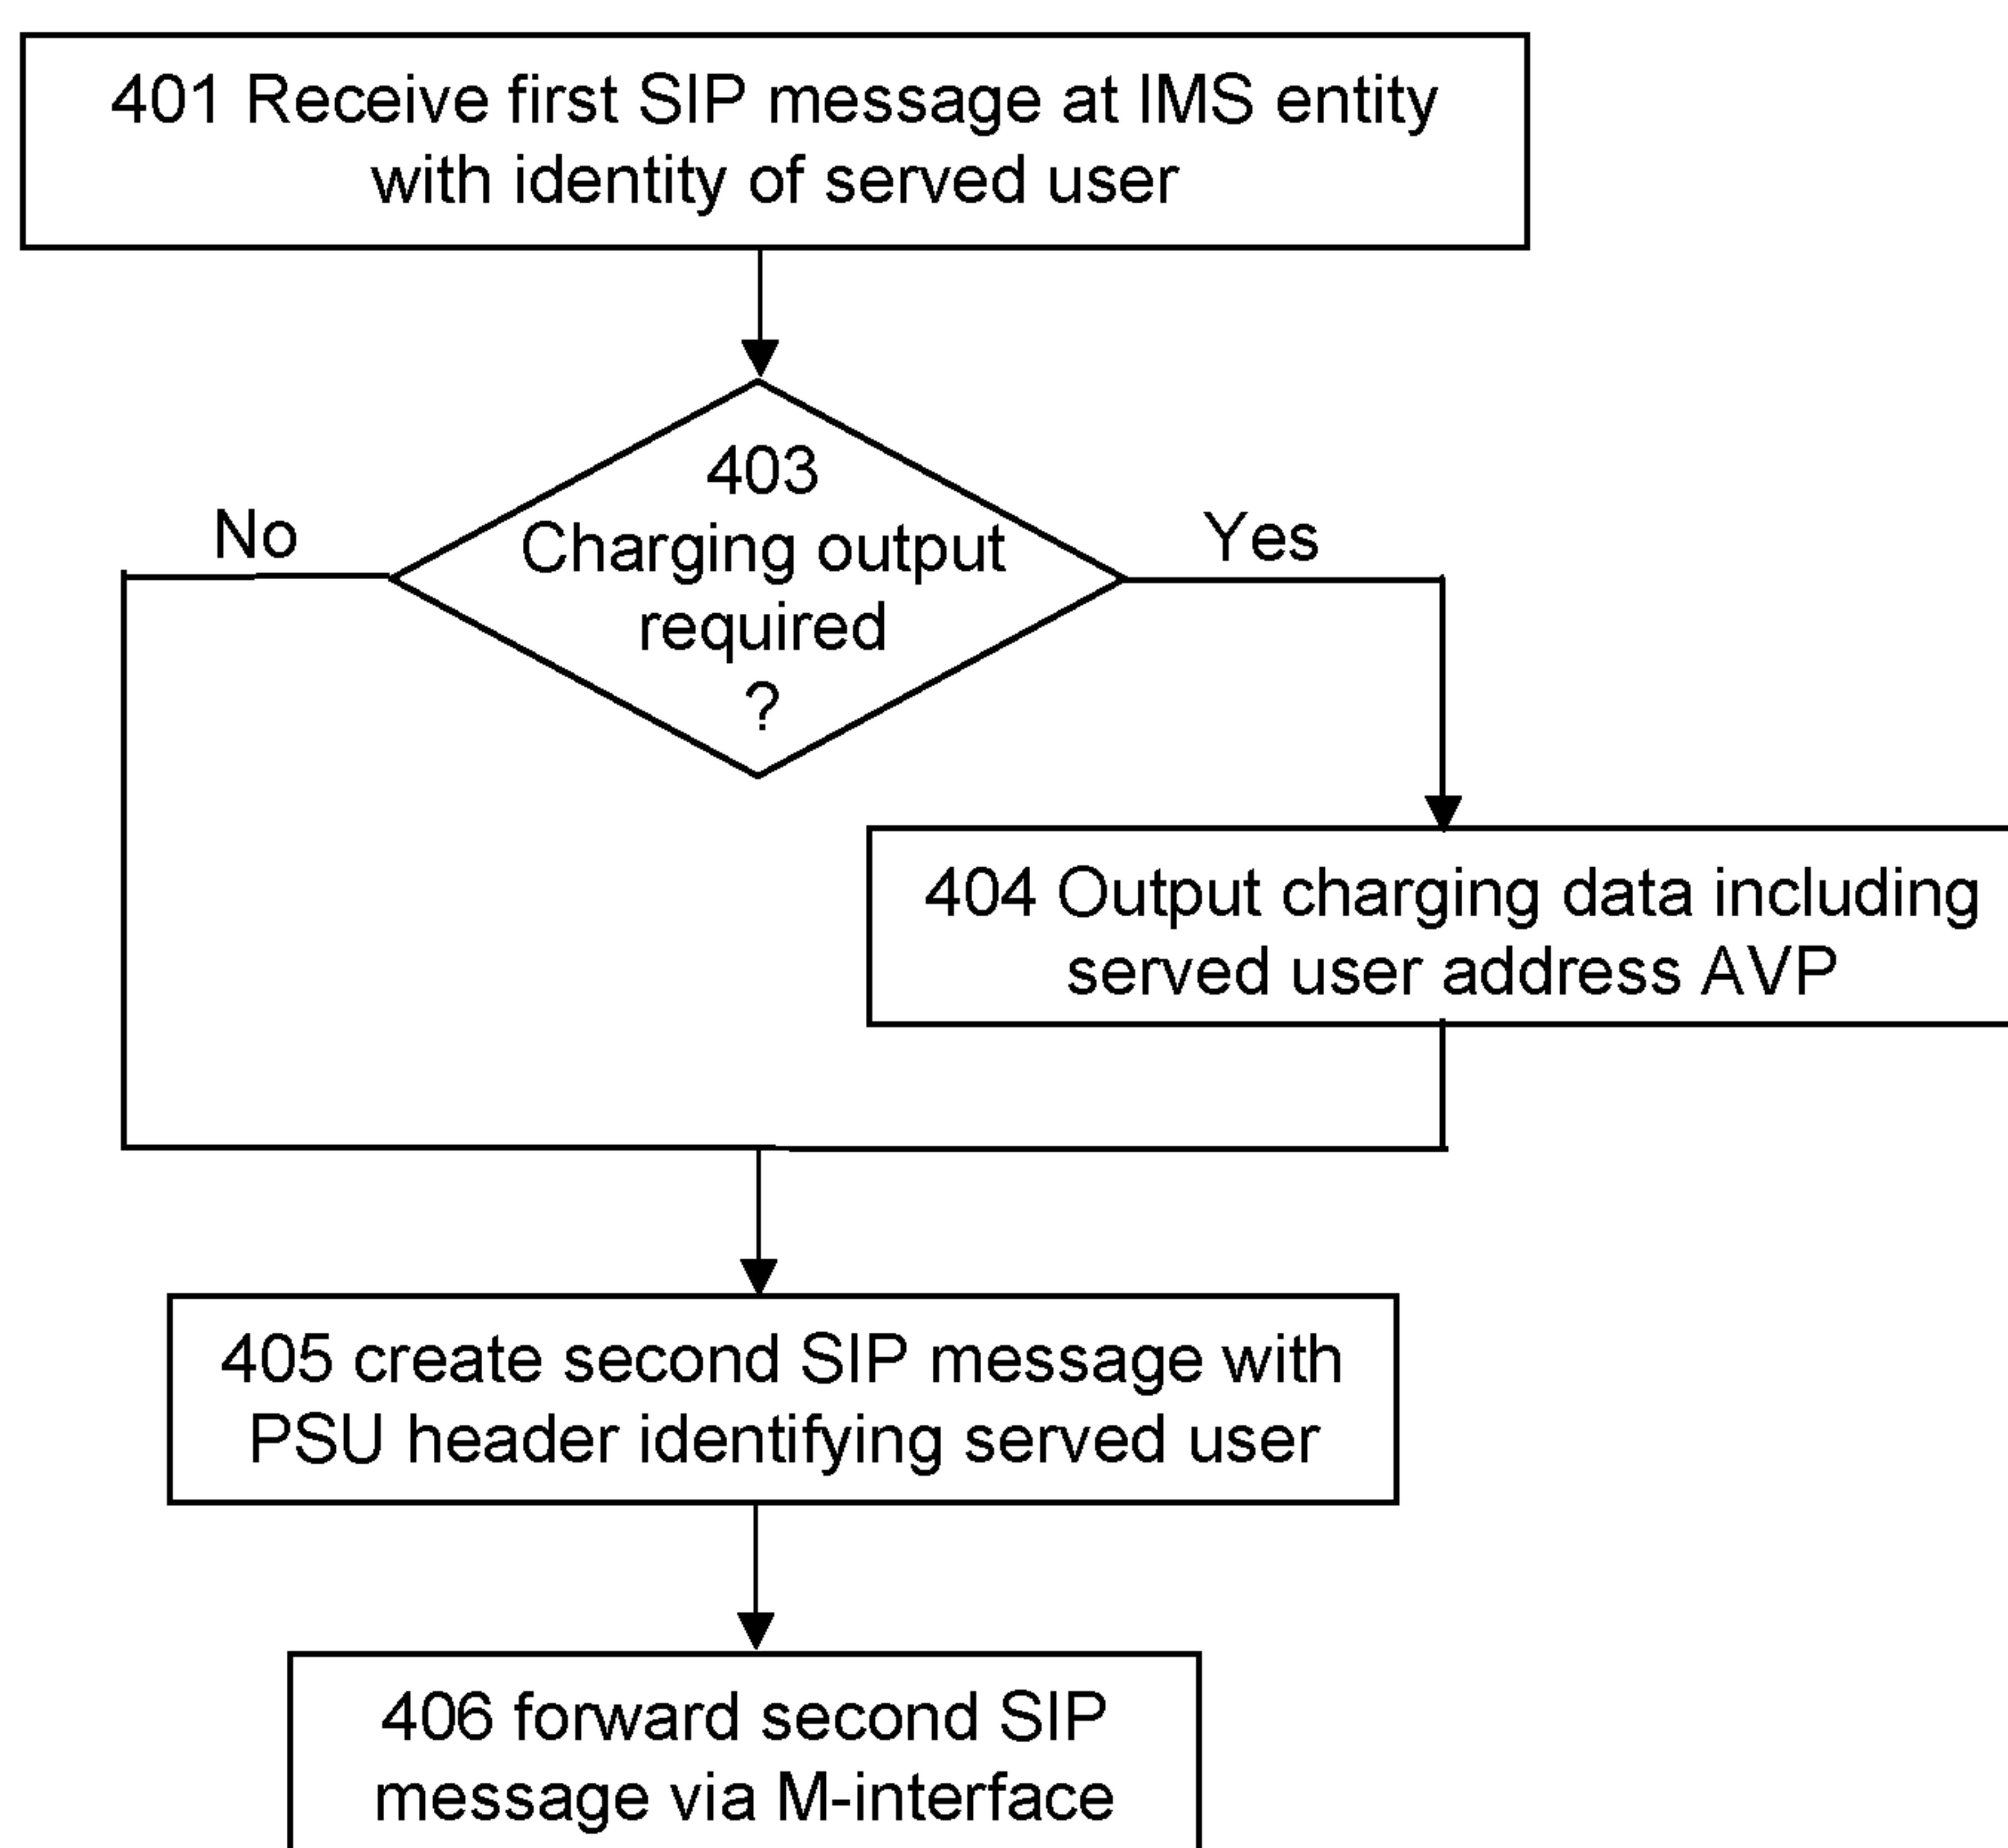 401 Receive first SIP message at IMS entity
with identity of served user
403
Charging output
required
?
No
Yes
404 Output charging data including
served user address AVP
405 create second SIP message with
PSU header identifying served user
406 forward second SIP
message via M-interface